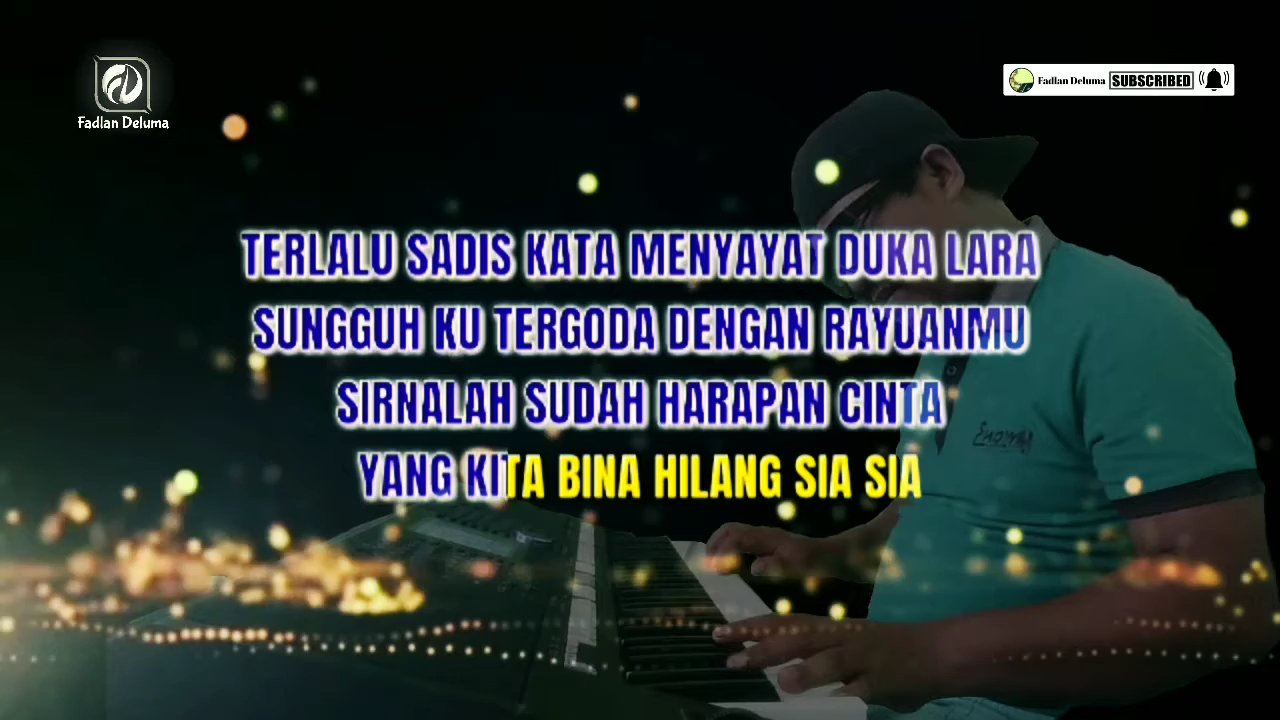 Fadlan Deluma
Fadlan Deluma SUBSCRIBED
TERLALU SADIS KATA MENYAYAT DUKA LARA
SUNGGUH KU TERGODA DENGAN RAYUANMU
SIRNALAH SUDAH HARAPAN CINTA
YANG KITA BINA HILANG SIA SIA